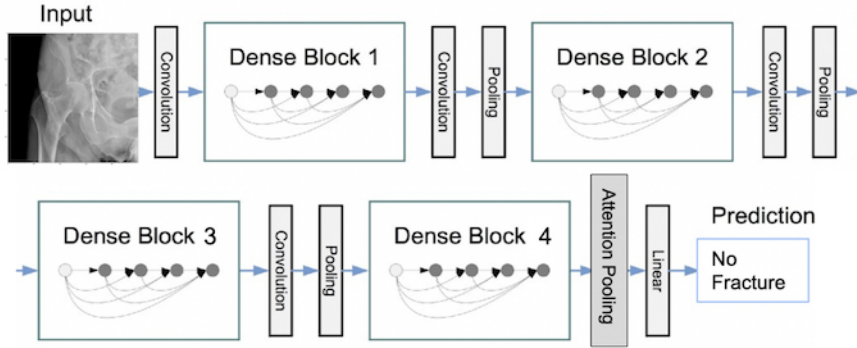 Input
Convolution
Dense Block 1
Convolution
Pooling
Dense Block 2
Convolution
Pooling
Dense Block 3
Convolution
Pooling
Dense Block 4
Attention Pooling
Linear
Prediction
No
Fracture